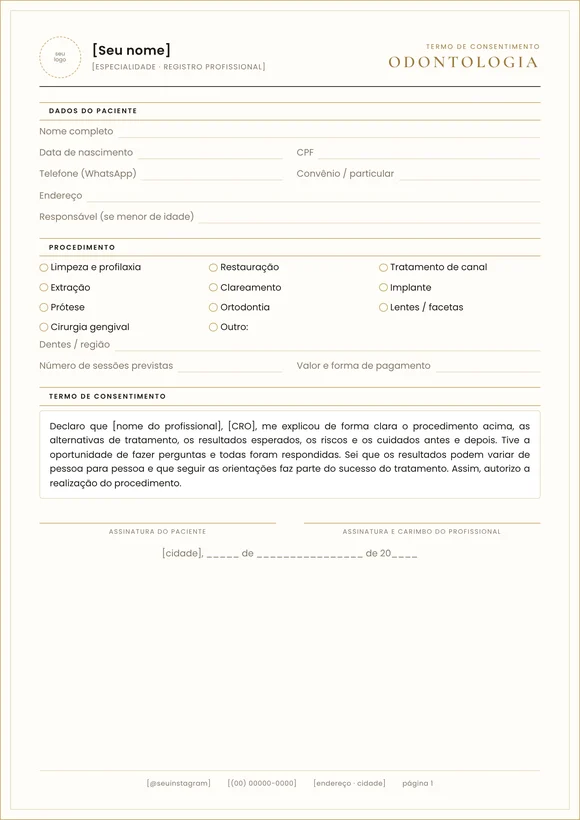 seu
logo
[Seu nome]
[ESPECIALIDADE · REGISTRO PROFISSIONAL]
TERMO DE CONSENTIMENTO
ODONTOLOGIA
DADOS DO PACIENTE
Nome completo
Data de nascimento
CPF
Telefone (WhatsApp)
Convênio / particular
Endereço
Responsável (se menor de idade)
PROCEDIMENTO
Limpeza e profilaxia
Restauração
Tratamento de canal
Extração
Clareamento
Implante
Prótese
Ortodontia
Lentes / facetas
Cirurgia gengival
Outro:
Dentes / região
Número de sessões previstas
Valor e forma de pagamento
TERMO DE CONSENTIMENTO
Declaro que [nome do profissional], [CRO], me explicou de forma clara o procedimento acima, as
alternativas de tratamento, os resultados esperados, os riscos e os cuidados antes e depois. Tive a
oportunidade de fazer perguntas e todas foram respondidas. Sei que os resultados podem variar de
pessoa para pessoa e que seguir as orientações faz parte do sucesso do tratamento. Assim, autorizo a
realização do procedimento.
ASSINATURA DO PACIENTE
ASSINATURA E CARIMBO DO PROFISSIONAL
[cidade], _____ de ________________ de 20____
[@seuinstagram]
[(00) 00000-0000]
[endereço · cidade]
página 1